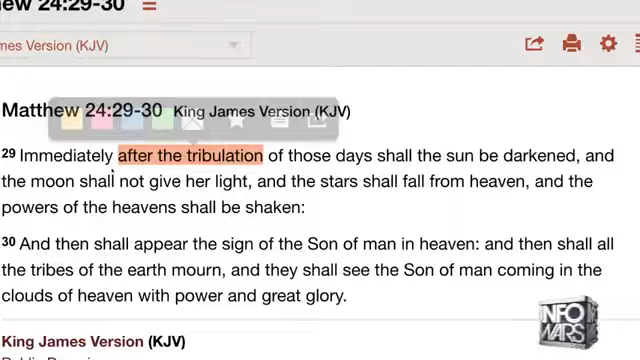 ew 24:29-30
mes Version (KJV)
Matthew 24:29-30 King James Version (KJV)
29 Immediately after the tribulation of those days shall the sun be darkened, and
the moon shall not give her light, and the stars shall fall from heaven, and the
powers of the heavens shall be shaken:
30 And then shall appear the sign of the Son of man in heaven: and then shall all
the tribes of the earth mourn, and they shall see the Son of man coming in the
clouds of heaven with power and great glory.
King James Version (KJV)
INFO
WARS